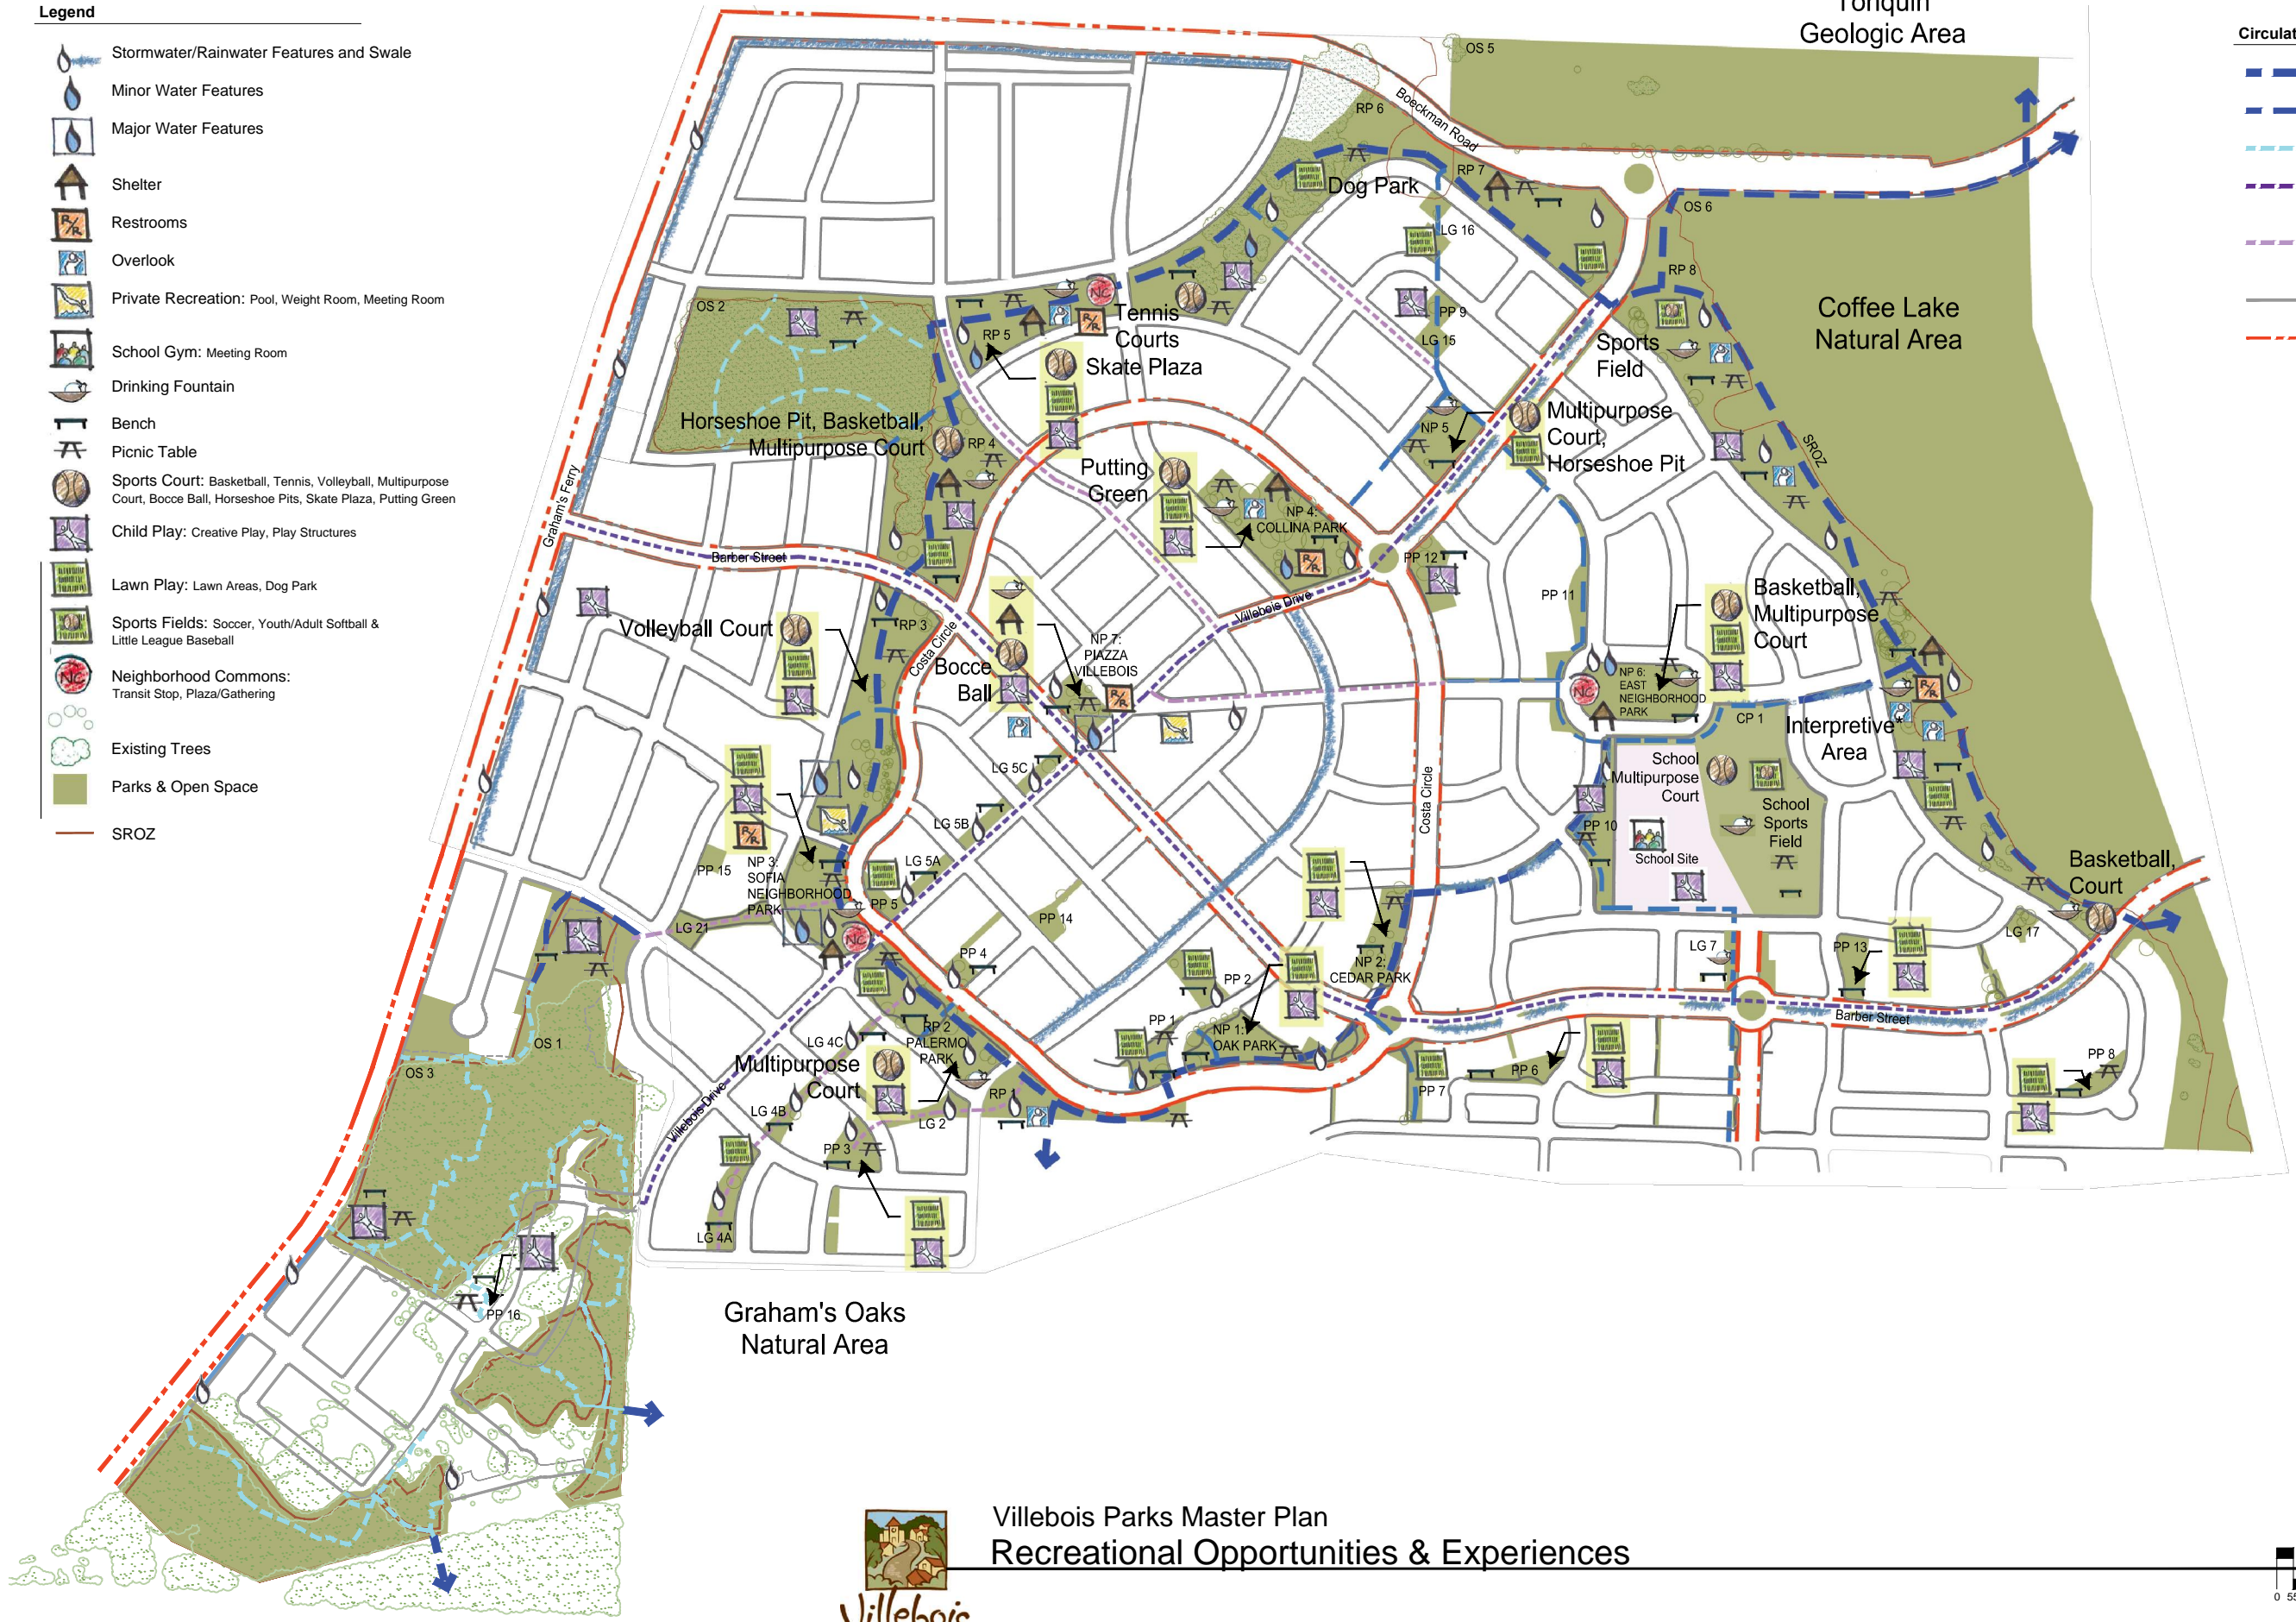 Legend
Stormwater/Rainwater Features and Swale
Minor Water Features
Major Water Features
Shelter
Restrooms
Overlook
Private Recreation: Pool, Weight Room, Meeting Room
School Gym: Meeting Room
Drinking Fountain
Bench
Picnic Table
Sports Court: Basketball, Tennis, Volleyball, Multipurpose
Court, Bocce Ball, Horseshoe Pits, Skate Plaza, Putting Green
Child Play: Creative Play, Play Structures
Lawn Play: Lawn Areas, Dog Park
Sports Fields: Soccer, Youth/Adult Softball &
Little League Baseball
Neighborhood Commons:
Transit Stop, Plaza/Gathering
Existing Trees
Parks & Open Space
SROZ
Tonquin
Geologic Area
Circulat
OS 5
RP 6
Boeckman Road
RP 7
Dog Park
OS 6
LG 16
RP 8
Coffee Lake
Natural Area
OS 2
NC
R/R
RP 5
Tennis
Courts
Skate Plaza
PP 9
LG 15
Sports
Field
Horseshoe Pit, Basketball,
Multipurpose Court
RP 4
NP 5
Multipurpose
Court,
Horseshoe Pit
SROZ
Putting
Green
NP 4:
COLLINA PARK
R/R
Graham's Ferry
Barber Street
PP 12
PP 11
Villebois Drive
Basketball,
Multipurpose
Court
Volleyball Court
RP 3
Costa Circle
Bocce
Ball
NP 7:
PIAZZA
VILLEBOIS
R/R
NC
NP 6:
EAST
NEIGHBORHOOD
PARK
R/R
CP 1
Interpretive*
Area
School
Multipurpose
Court
School
Sports
Field
School Site
PP 10
LG 5C
LG 5B
LG 5A
Costa Circle
R/R
PP 15
NP 3:
SOFIA
NEIGHBORHOOD
PARK
PP 5
NC
LG 21
PP 14
PP 4
PP 2
NP 2:
CEDAR PARK
LG 7
PP 13
LG 17
Basketball,
Court
Barber Street
OS 1
OS 3
LG 4C
RP 2
PALERMO
PARK
PP 1
NP 1:
OAK PARK
Multipurpose
Court
RP 1
LG 2
LG 4B
PP 3
Villebois Drive
LG 4A
PP 7
PP 6
PP 8
PP 16
Graham's Oaks
Natural Area
Villebois Parks Master Plan
Recreational Opportunities & Experiences
Villebois
0